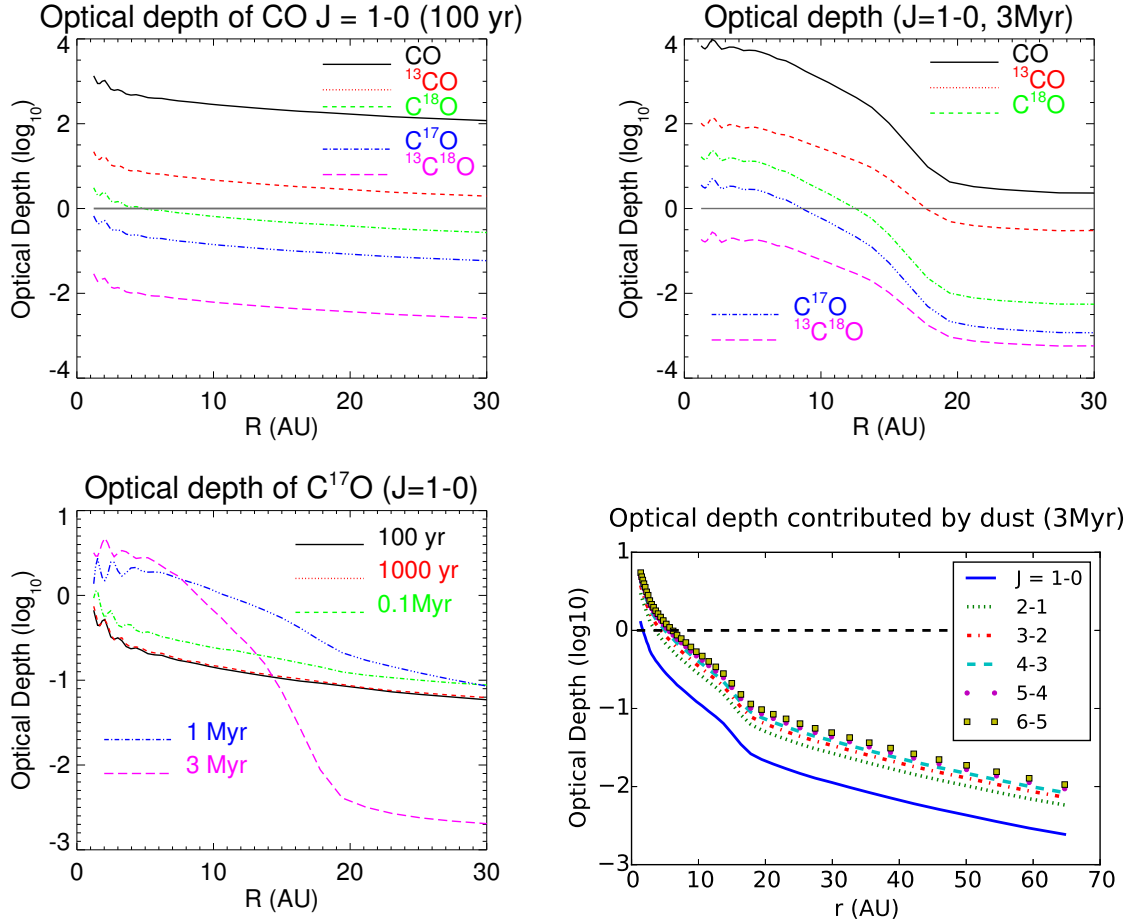 Optical depth of CO J = 1-0 (100 yr)
Optical Depth (log₁₀)
4
2
0
-2
-4
CO
¹³CO
C¹⁸O
C¹⁷O
¹³C¹⁸O
0
10
20
30
R (AU)
Optical depth (J=1-0, 3Myr)
Optical Depth (log₁₀)
4
2
0
-2
-4
CO
¹³CO
C¹⁸O
C¹⁷O
¹³C¹⁸O
0
10
20
30
R (AU)
Optical depth of C¹⁷O (J=1-0)
Optical Depth (log₁₀)
1
0
-1
-2
-3
100 yr
1000 yr
0.1Myr
1 Myr
3 Myr
0
10
20
30
R (AU)
Optical depth contributed by dust (3Myr)
Optical Depth (log10)
1
0
−1
−2
−3
J = 1-0
2-1
3-2
4-3
5-4
6-5
0
10
20
30
40
50
60
70
r (AU)